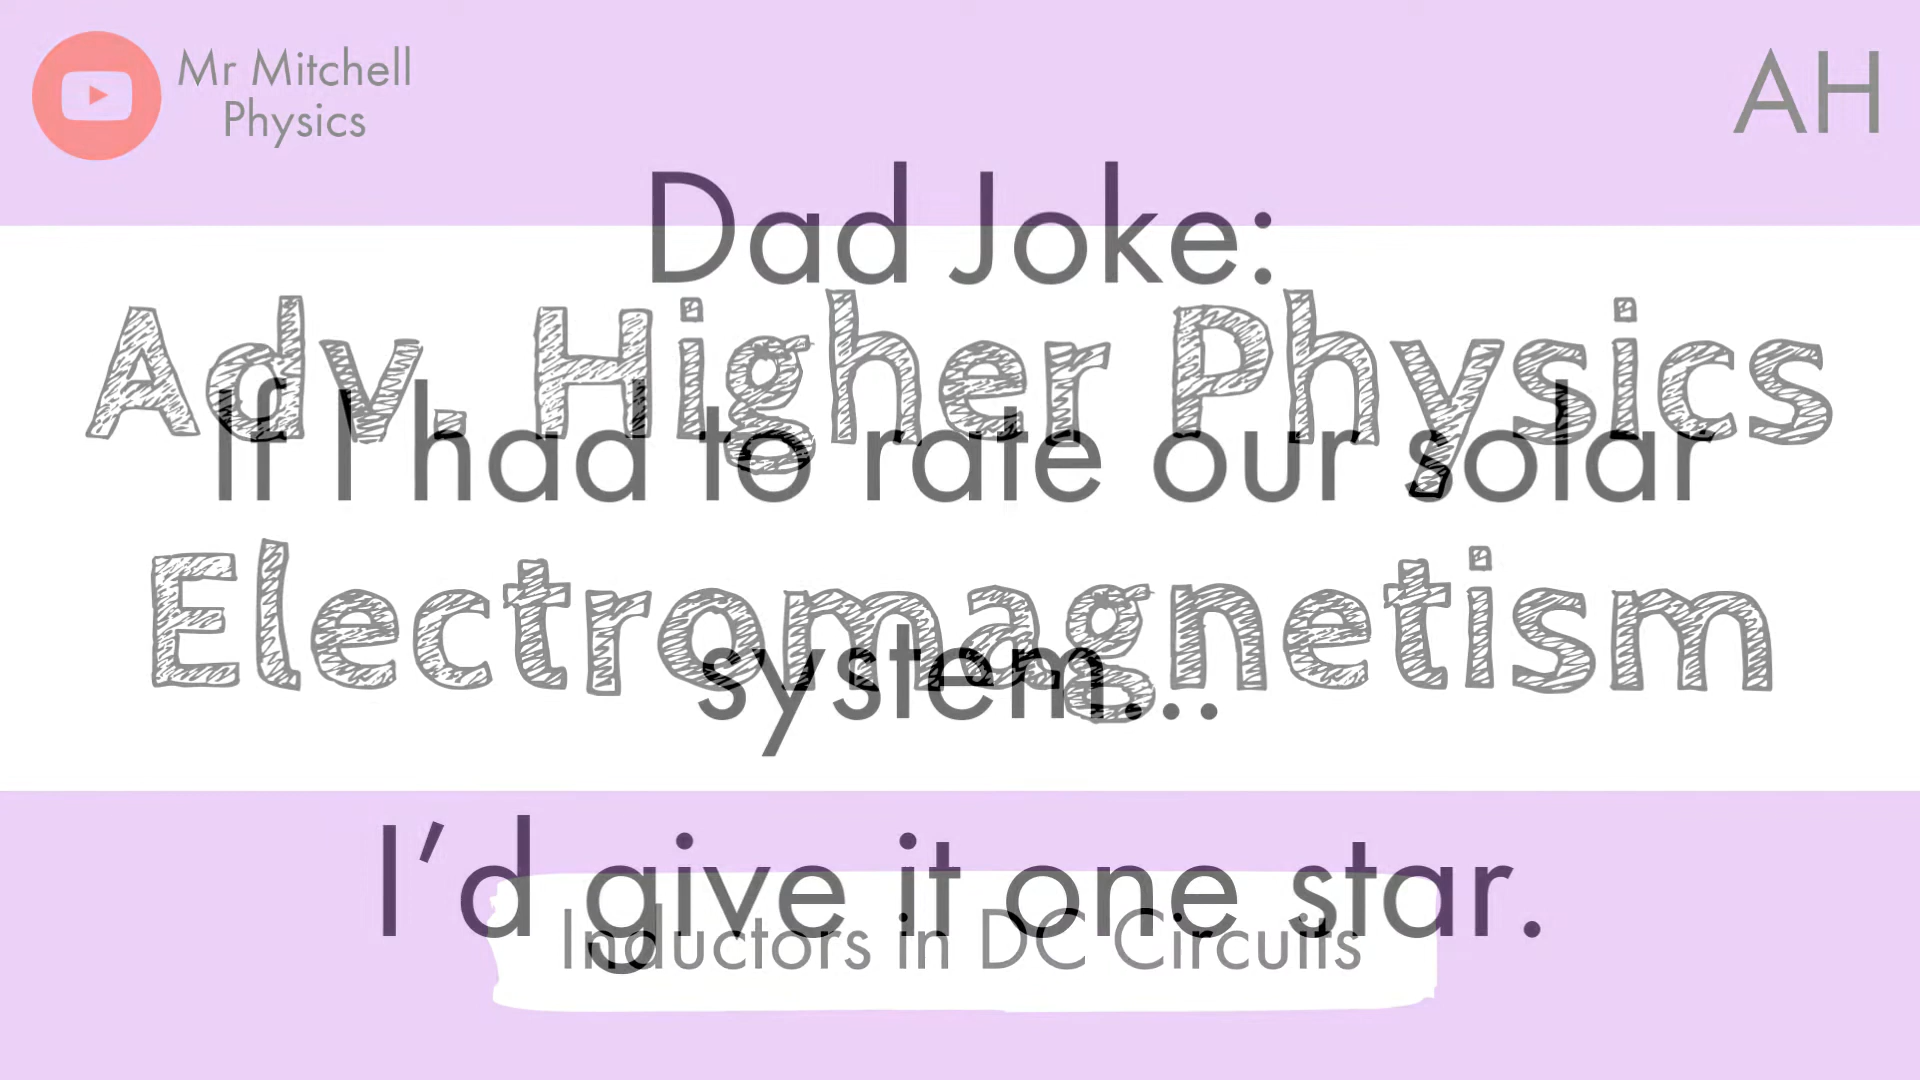 Mr Mitchell
Physics
AH
Dad Joke:
Adv. Higher Physics
If I had to rate our solar
Electromagnetism
system...
I'd give it one star.
Inductors in DC Circuits